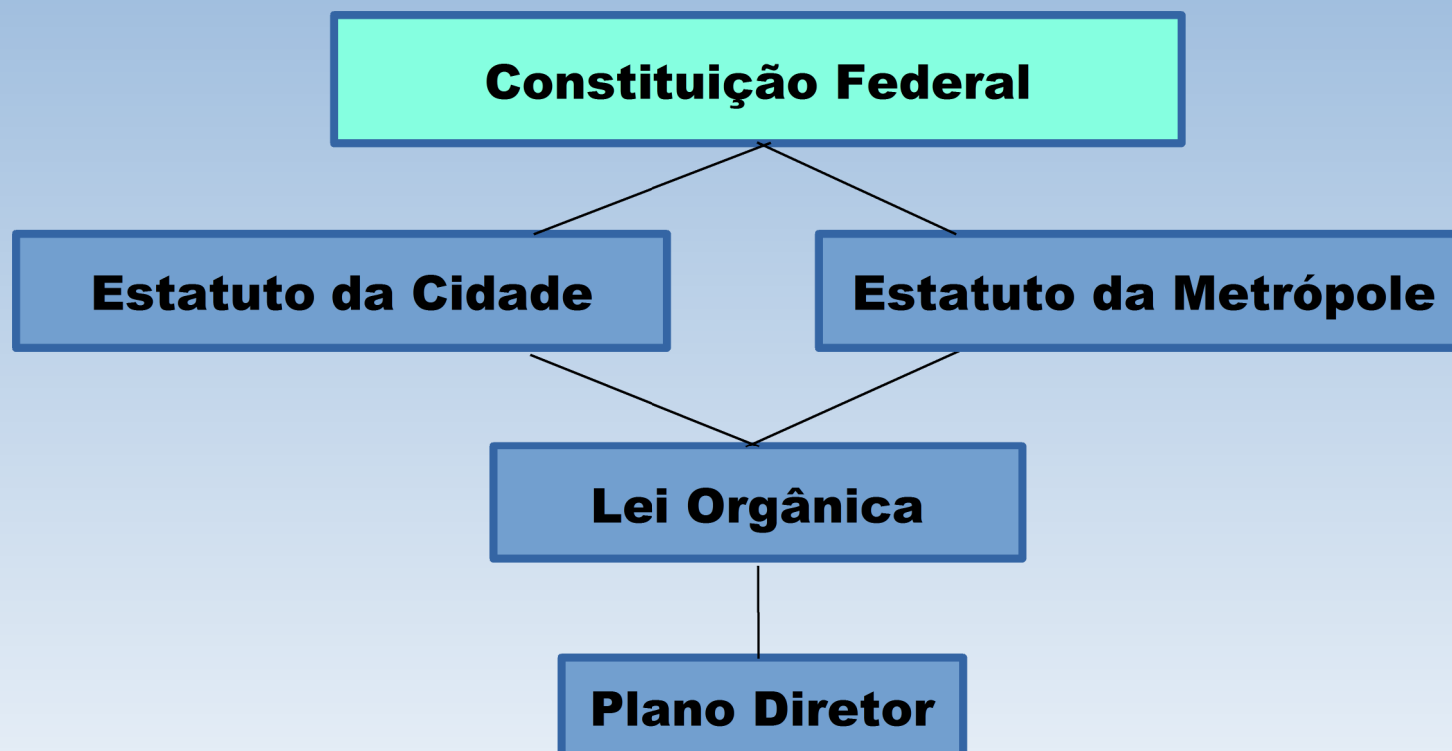 Constituição Federal
Estatuto da Cidade
Estatuto da Metrópole
Lei Orgânica
Plano Diretor